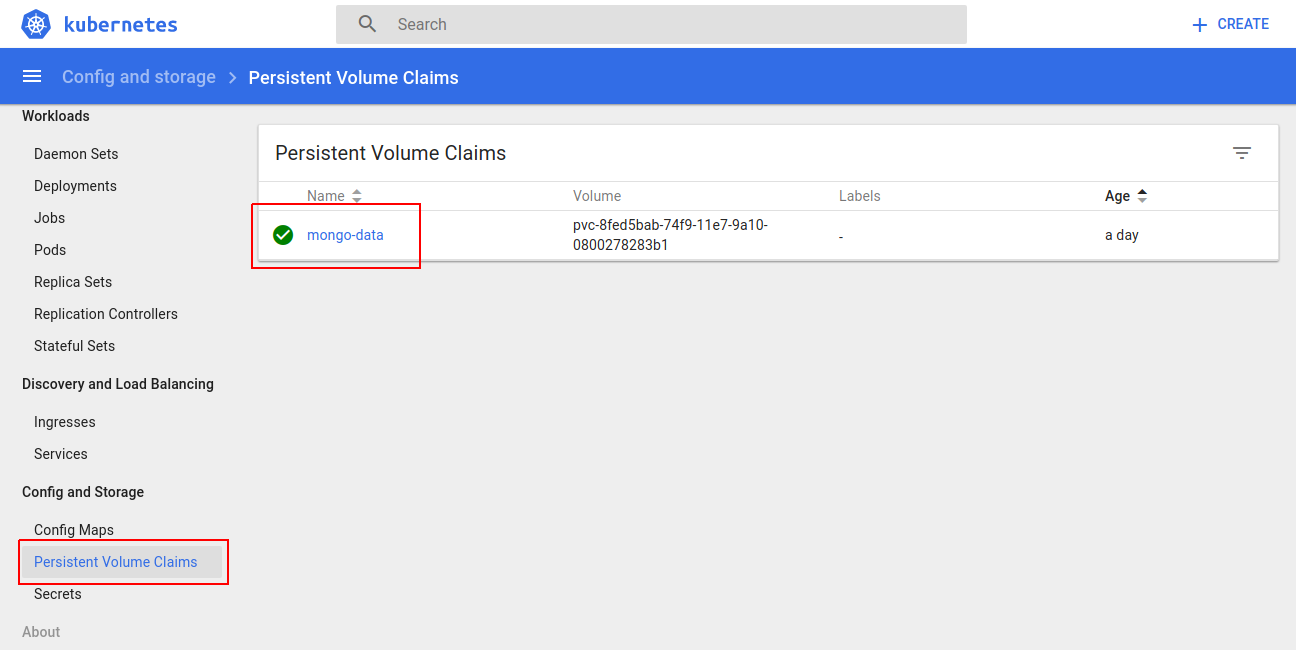 kubernetes
Search
CREATE
Config and storage > Persistent Volume Claims
Workloads
Daemon Sets
Deployments
Jobs
Pods
Replica Sets
Replication Controllers
Stateful Sets
Discovery and Load Balancing
Ingresses
Services
Config and Storage
Config Maps
Persistent Volume Claims
Secrets
About
Persistent Volume Claims
Name Volume Labels Age
mongo-data pvc-8fed5bab-74f9-11e7-9a10- - a day
0800278283b1